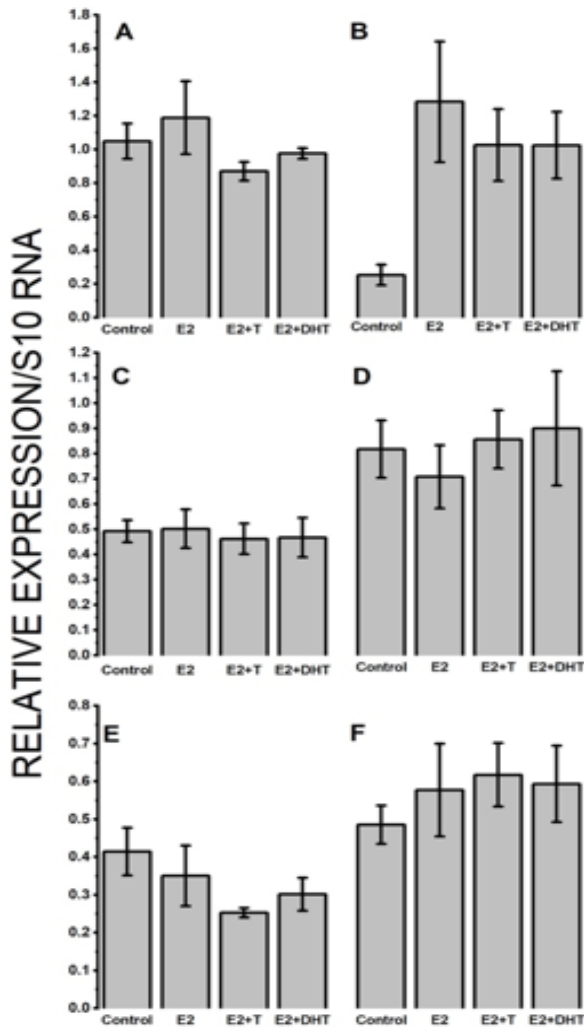 RELATIVE EXPRESSION/S10 RNA
A
B
1.8
1.6
1.4
1.2
1.0
0.8
0.6
0.4
0.2
0.0
Control E2 E2+T E2+DHT
Control E2 E2+T E2+DHT
C
D
1.2
1.1
1.0
0.9
0.8
0.7
0.6
0.5
0.4
0.3
0.2
0.1
0.0
Control E2 E2+T E2+DHT
Control E2 E2+T E2+DHT
E
F
0.8
0.7
0.6
0.5
0.4
0.3
0.2
0.1
0.0
Control E2 E2+T E2+DHT
Control E2 E2+T E2+DHT